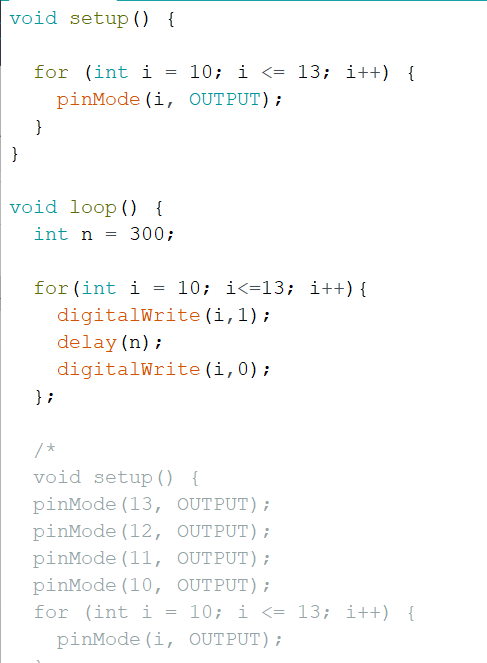 void setup() {
for (int i = 10; i <= 13; i++) {
pinMode(i, OUTPUT);
}
}
void loop() {
int n = 300;
for(int i = 10; i<=13; i++){
digitalWrite(i,1);
delay(n);
digitalWrite(i,0);
};
/*
void setup() {
pinMode(13, OUTPUT);
pinMode(12, OUTPUT);
pinMode(11, OUTPUT);
pinMode(10, OUTPUT);
for (int i = 10; i <= 13; i++) {
pinMode(i, OUTPUT);